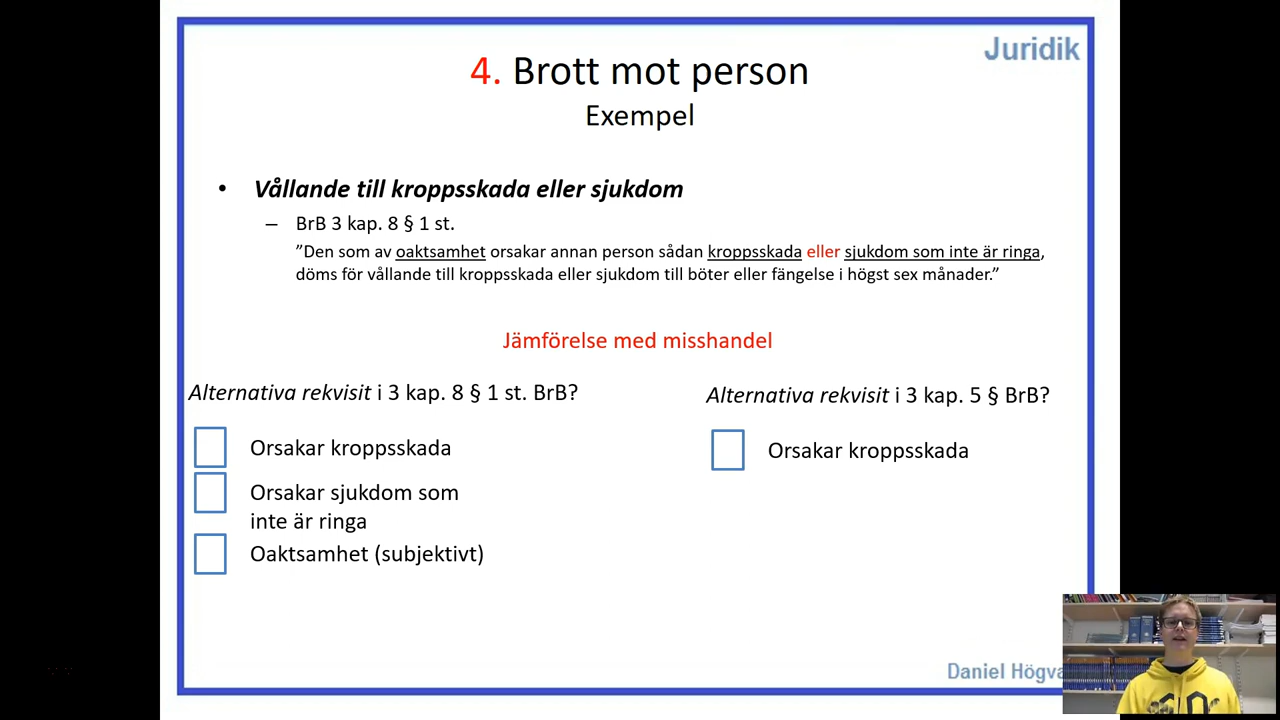 Juridik
4. Brott mot person
Exempel
• Vållande till kroppsskada eller sjukdom
– BrB 3 kap. 8 § 1 st.
”Den som av oaktsamhet orsakar annan person sådan kroppsskada eller sjukdom som inte är ringa,
döms för vållande till kroppsskada eller sjukdom till böter eller fängelse i högst sex månader.”
Jämförelse med misshandel
Alternativa rekvisit i 3 kap. 8 § 1 st. BrB?
Orsakar kroppsskada
Orsakar sjukdom som
inte är ringa
Oaktsamhet (subjektivt)
Alternativa rekvisit i 3 kap. 5 § BrB?
Orsakar kroppsskada
Daniel Högva